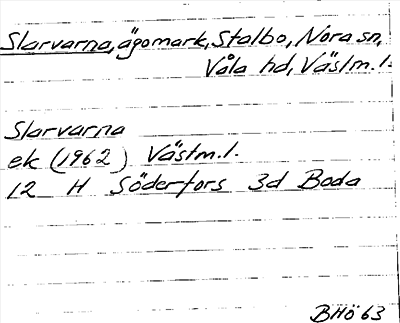 Slarvarna, ägomark, Stalbo, Nora sn,
Våla hd, Västm.l.
Slarvarna
ek (1962) Västm.l.
12 H Söderfors 3d Boda
BHö 63